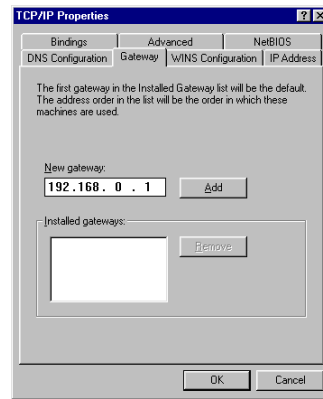 TCP/IP Properties
Bindings Advanced NetBIOS
DNS Configuration Gateway WINS Configuration IP Address
The first gateway in the Installed Gateway list will be the default.
The address order in the list will be the order in which these
machines are used.
New gateway:
192.168. 0 . 1 Add
Installed gateways:
Remove
OK Cancel